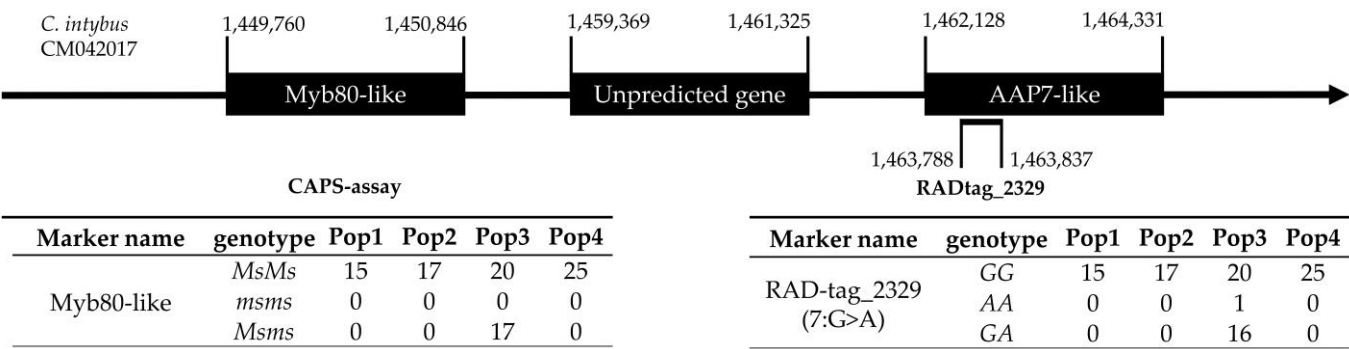 C. intybus
CM042017
1,449,760 1,450,846 1,459,369 1,461,325 1,462,128 1,464,331
Myb80-like Unpredicted gene AAP7-like
1,463,788 1,463,837
CAPS-assay
Marker name genotype Pop1 Pop2 Pop3 Pop4
Myb80-like
MsMs 15 17 20 25
msms 0 0 0 0
Msms 0 0 17 0
RADtag_2329
Marker name genotype Pop1 Pop2 Pop3 Pop4
RAD-tag_2329
(7:G>A)
GG 15 17 20 25
AA 0 0 1 0
GA 0 0 16 0